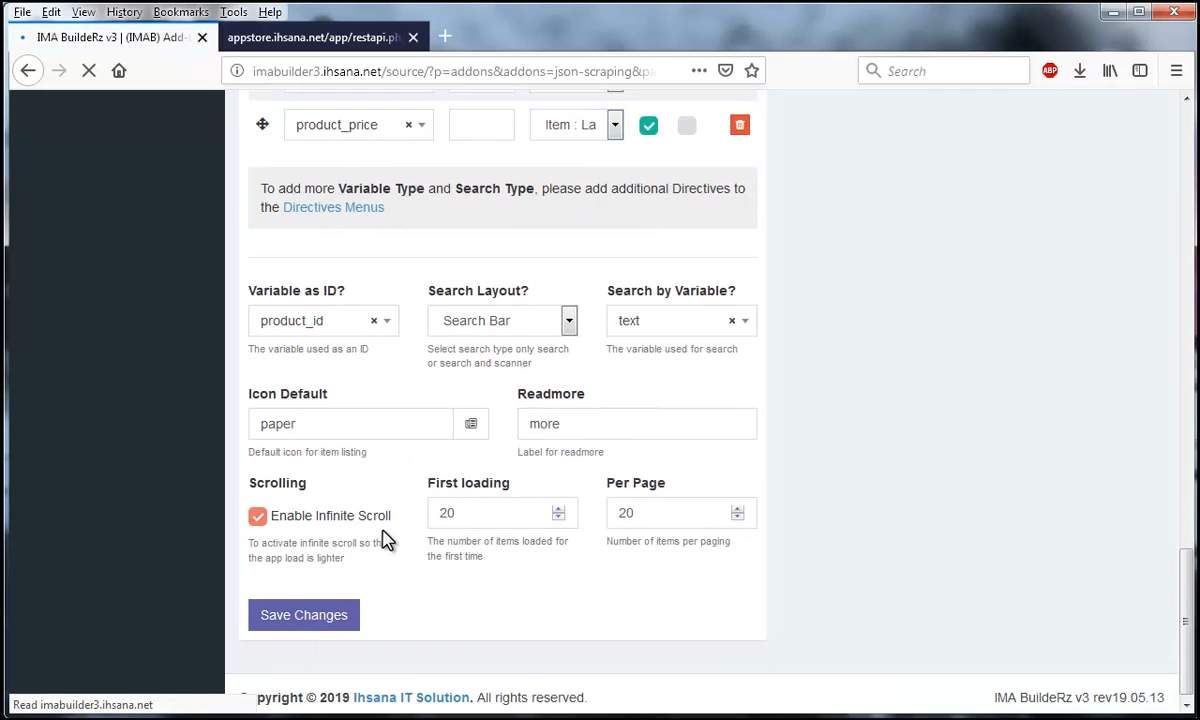 File Edit View History Bookmarks Tools Help
IMA BuildeRz v3 | (IMAB) Add-
appstore.ihsana.net/app/restapi.ph
imabuilder3.ihsana.net/source/?p=addons&addons=json-scraping&pa
Search
ABP
product_price
Item : La
To add more Variable Type and Search Type, please add additional Directives to
the Directives Menus
Variable as ID? Search Layout? Search by Variable?
product_id Search Bar text
The variable used as an ID Select search type only search The variable used for search
or search and scanner
Icon Default Readmore
paper more
Default icon for item listing Label for readmore
Scrolling First loading Per Page
Enable Infinite Scroll 20 20
To activate infinite scroll so th The number of items loaded for Number of items per paging
the app load is lighter the first time
Save Changes
opyright © 2019 Ihsana IT Solution. All rights reserved. IMA BuildeRz v3 rev19.05.13
Read imabuilder3.ihsana.net